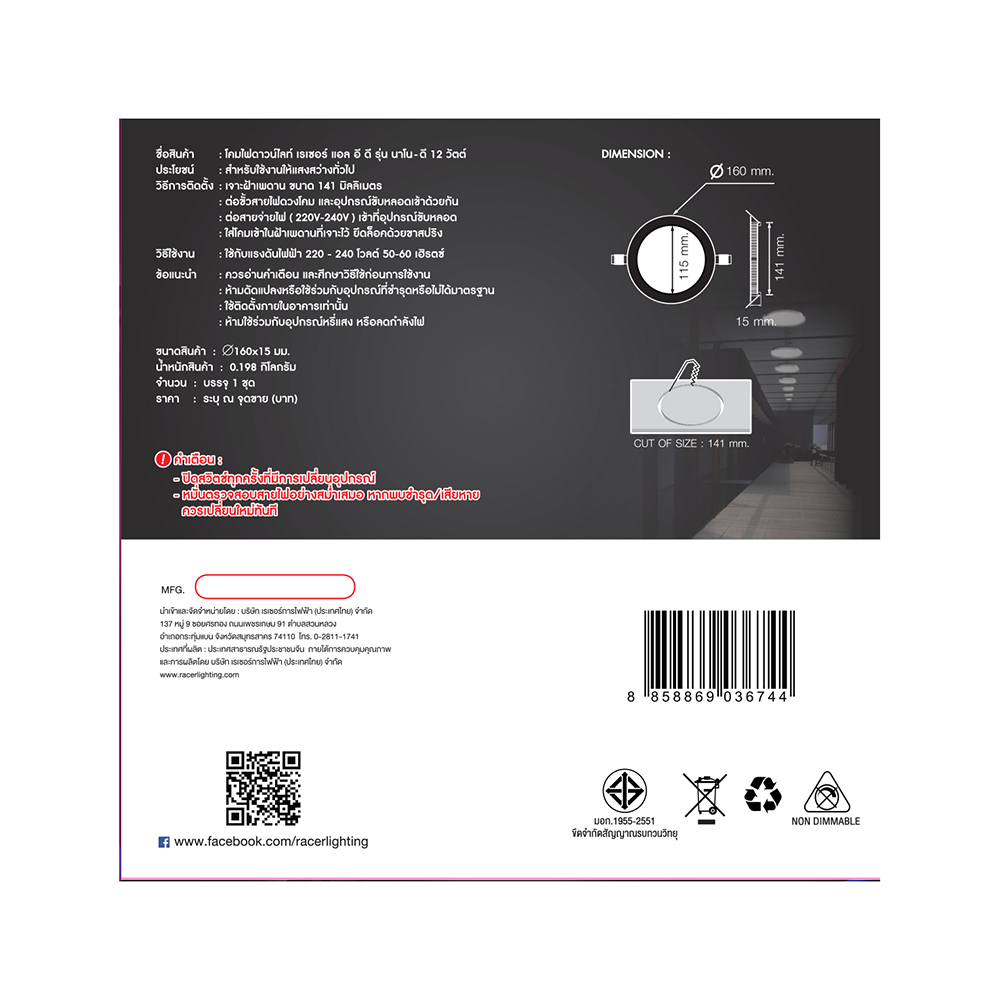 ชื่อสินค้า : โคมไฟดาวน์ไลท์ เรเซอร์ แอล อี ดี รุ่น นาโน-ดี 12 วัตต์
ประโยชน์ : สำหรับใช้งานให้แสงสว่างทั่วไป
วิธีการติดตั้ง : เจาะฝ้าเพดาน ขนาด 141 มิลลิเมตร
: ต่อขั้วสายไฟดวงโคม และอุปกรณ์ขับหลอดเข้าด้วยกัน
: ต่อสายจ่ายไฟ ( 220V-240V ) เข้าที่อุปกรณ์ขับหลอด
: ใส่โคมเข้าในฝ้าเพดานที่เจาะไว้ ยึดล็อคด้วยขาสปริง
วิธีใช้งาน : ใช้กับแรงดันไฟฟ้า 220 - 240 โวลต์ 50-60 เฮิรตซ์
ข้อแนะนำ : ควรอ่านคำเตือน และศึกษาวิธีใช้ก่อนการใช้งาน
: ห้ามดัดแปลงหรือใช้ร่วมกับอุปกรณ์ที่ชำรุดหรือไม่ได้มาตรฐาน
: ใช้ติดตั้งภายในอาคารเท่านั้น
: ห้ามใช้ร่วมกับอุปกรณ์หรี่แสง หรือลดกำลังไฟ
ขนาดสินค้า : ∅160x15 มม.
น้ำหนักสินค้า : 0.198 กิโลกรัม
จำนวน : บรรจุ 1 ชุด
ราคา : ระบุ ณ จุดขาย (บาท)
! คำเตือน :
- ปิดสวิตซ์ทุกครั้งที่มีการเปลี่ยนอุปกรณ์
- หมั่นตรวจสอบสายไฟอย่างสม่ำเสมอ หากพบชำรุด/เสียหาย
ควรเปลี่ยนใหม่ทันที
DIMENSION :
∅ 160 mm.
115 mm.
141 mm.
15 mm.
CUT OF SIZE : 141 mm.
MFG.
นำเข้าและจัดจำหน่ายโดย : บริษัท เรเซอร์การไฟฟ้า (ประเทศไทย) จำกัด
137 หมู่ 9 ซอยศรทอง ถนนเพชรเกษม 91 ตำบลสวนหลวง
อำเภอกระทุ่มแบน จังหวัดสมุทรสาคร 74110 โทร. 0-2811-1741
ประเทศที่ผลิต : ประเทศสาธารณรัฐประชาชนจีน ภายใต้การควบคุมคุณภาพ
และการผลิตโดย บริษัท เรเซอร์การไฟฟ้า (ประเทศไทย) จำกัด
www.racerlighting.com
8 858869 036744
f www.facebook.com/racerlighting
มอก.1955-2551
ขีดจำกัดสัญญาณรบกวนวิทยุ
NON DIMMABLE